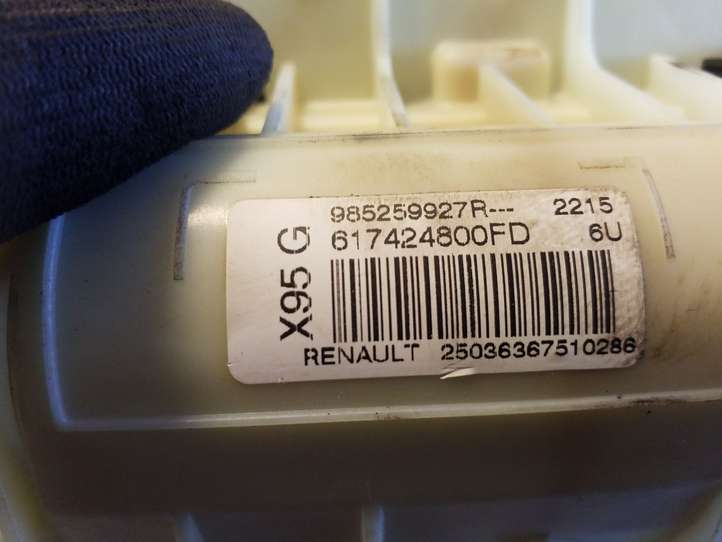 985259927R--- 2215
617424800FD 6U
X95 G
RENAULT 25036367510286